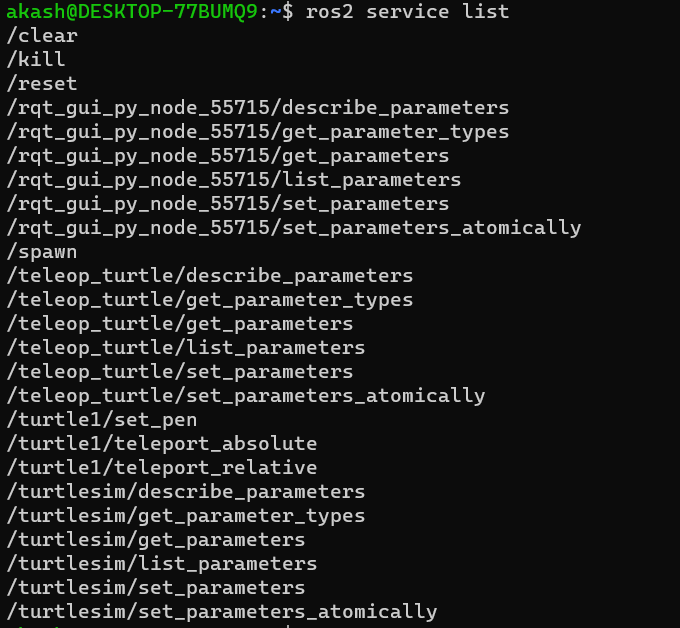 akash@DESKTOP-77BUMQ9:~$ ros2 service list
/clear
/kill
/reset
/rqt_gui_py_node_55715/describe_parameters
/rqt_gui_py_node_55715/get_parameter_types
/rqt_gui_py_node_55715/get_parameters
/rqt_gui_py_node_55715/list_parameters
/rqt_gui_py_node_55715/set_parameters
/rqt_gui_py_node_55715/set_parameters_atomically
/spawn
/teleop_turtle/describe_parameters
/teleop_turtle/get_parameter_types
/teleop_turtle/get_parameters
/teleop_turtle/list_parameters
/teleop_turtle/set_parameters
/teleop_turtle/set_parameters_atomically
/turtle1/set_pen
/turtle1/teleport_absolute
/turtle1/teleport_relative
/turtlesim/describe_parameters
/turtlesim/get_parameter_types
/turtlesim/get_parameters
/turtlesim/list_parameters
/turtlesim/set_parameters
/turtlesim/set_parameters_atomically